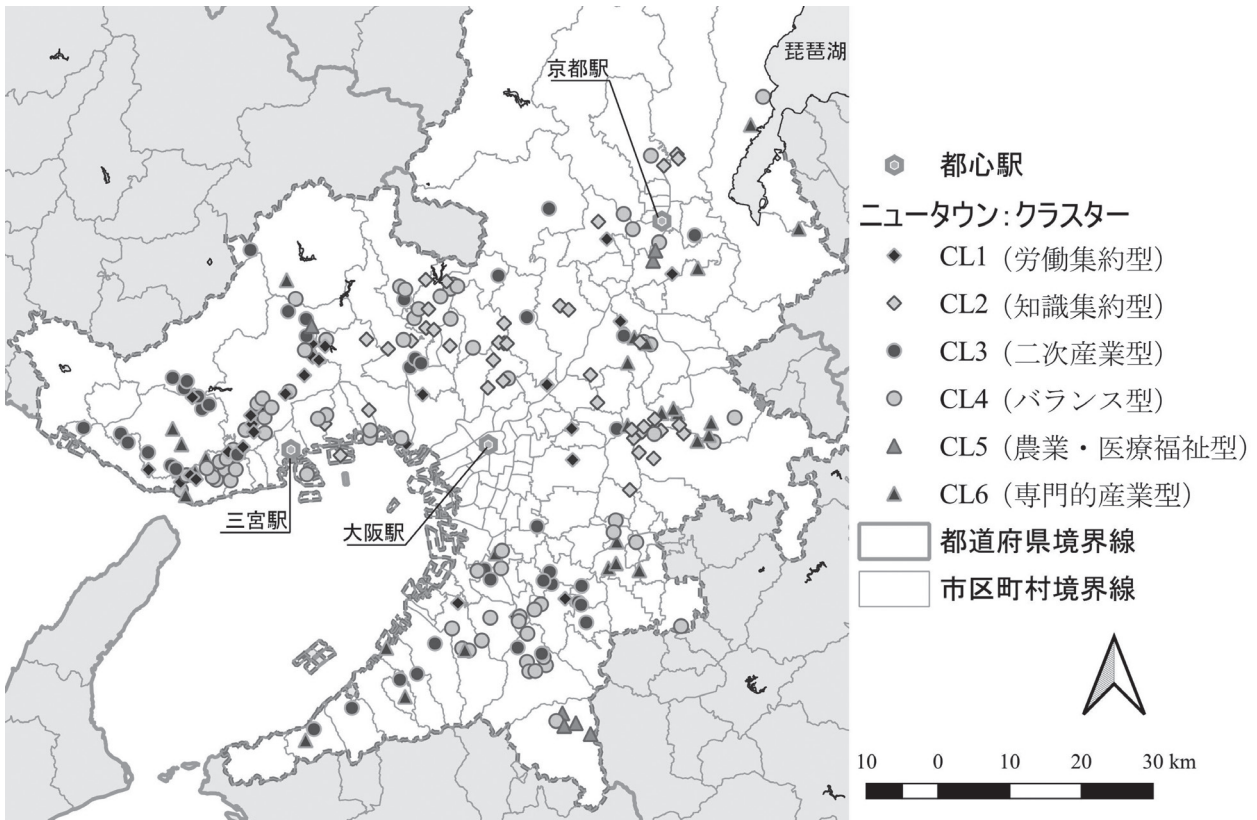 琵琶湖
京都駅
三宮駅
大阪駅
都心駅
ニュータウン：クラスター
CL1（労働集約型）
CL2（知識集約型）
CL3（二次産業型）
CL4（バランス型）
CL5（農業・医療福祉型）
CL6（専門的産業型）
都道府県境界線
市区町村境界線
10 0 10 20 30 km